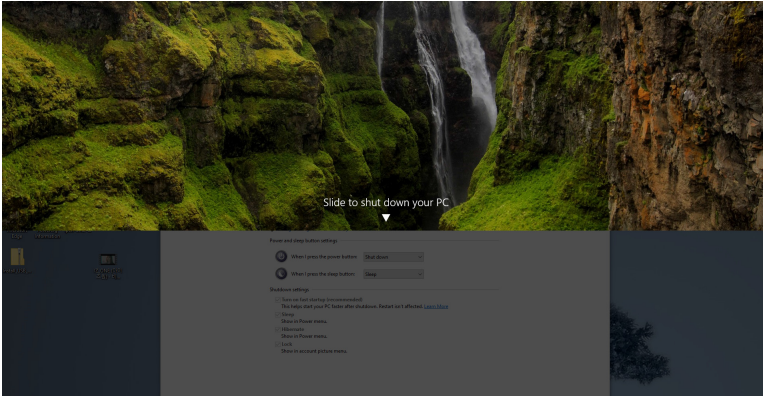 Slide to shut down your PC
Power and sleep button settings
When I press the power button: Shut down
When I press the sleep button: Sleep
Shutdown settings
Turn on fast startup (recommended)
This helps start your PC faster after shutdown. Restart isn't affected. Learn More
Sleep
Show in Power menu.
Hibernate
Show in Power menu.
Lock
Show in account picture menu.